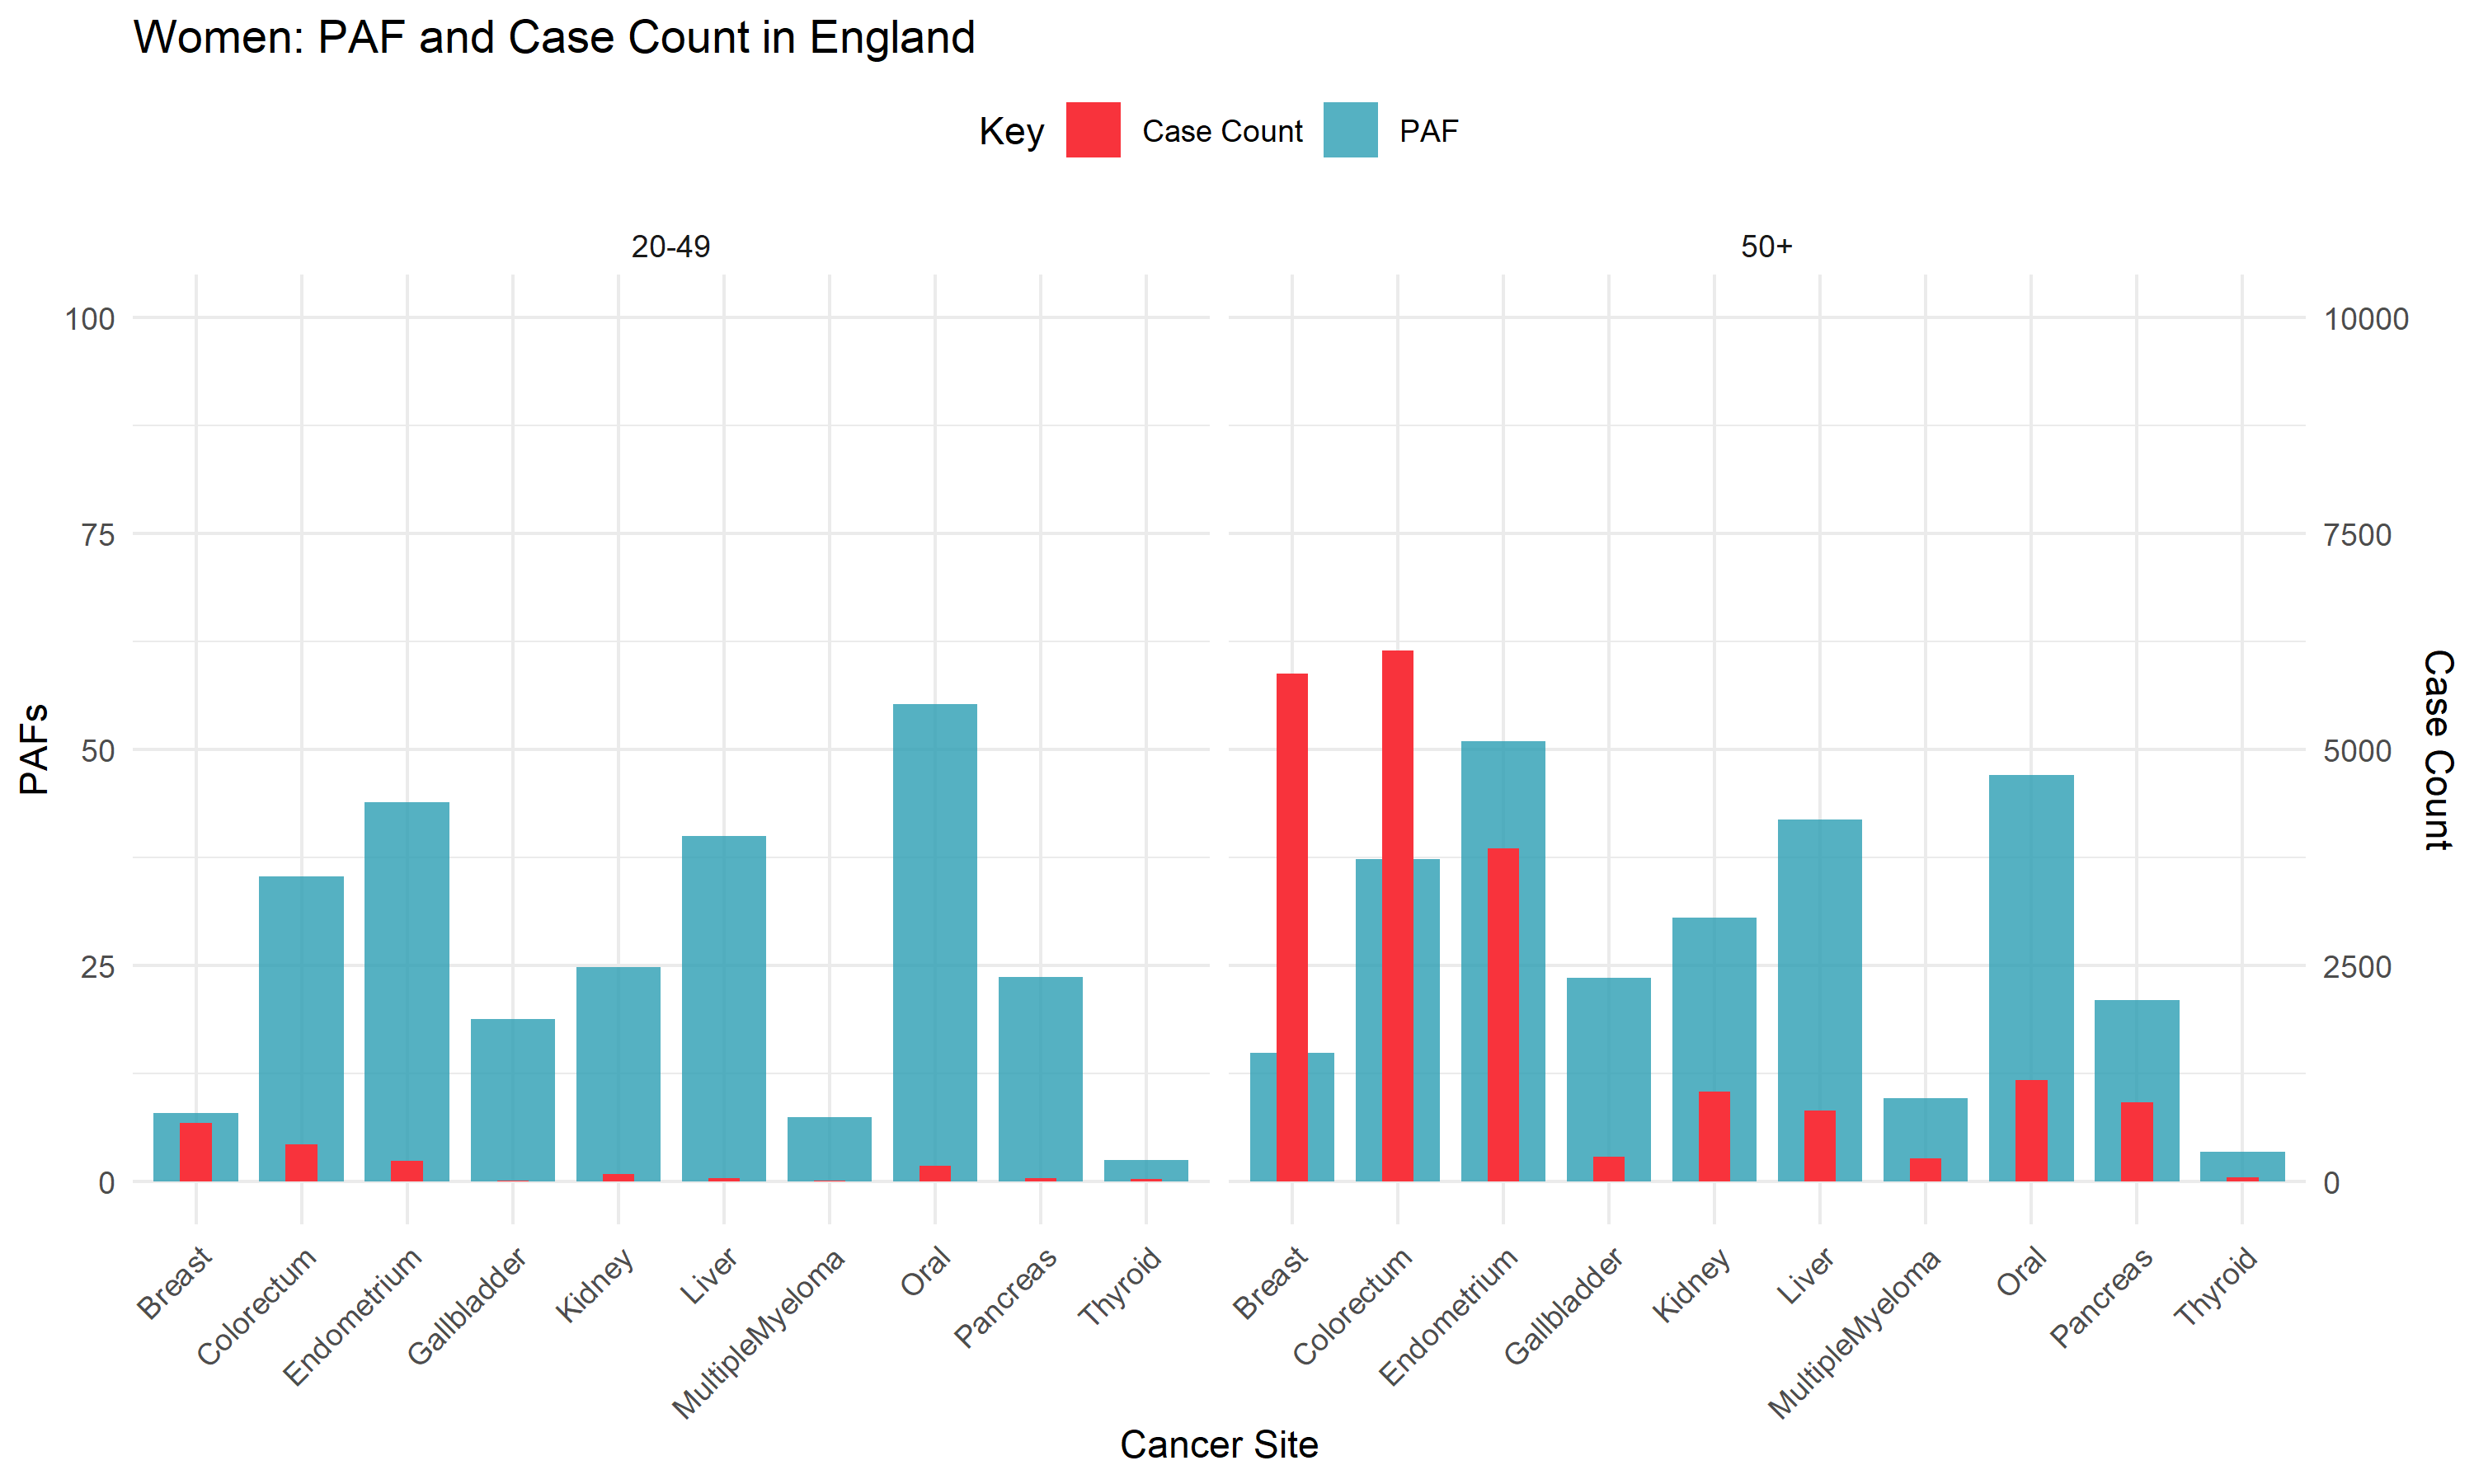 Women: PAF and Case Count in England
Key Case Count PAF
20-49 50+
100 10000
75 7500
50 5000
25 2500
0 0
PAFs
Case Count
Breast Colorectum Endometrium Gallbladder Kidney Liver MultipleMyeloma Oral Pancreas Thyroid
Breast Colorectum Endometrium Gallbladder Kidney Liver MultipleMyeloma Oral Pancreas Thyroid
Cancer Site